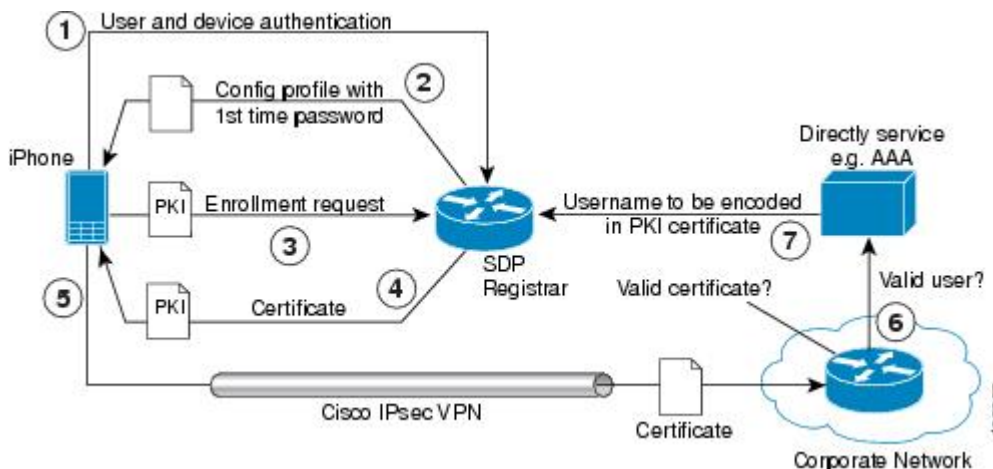 1
User and device authentication
2
Config profile with
1st time password
iPhone
PKI
Enrollment request
3
SDP
Registrar
4
PKI
Certificate
5
Cisco IPsec VPN
Certificate
Directly service
e.g. AAA
Username to be encoded
in PKI certificate
7
Valid certificate?
Valid user?
6
Corporate Network